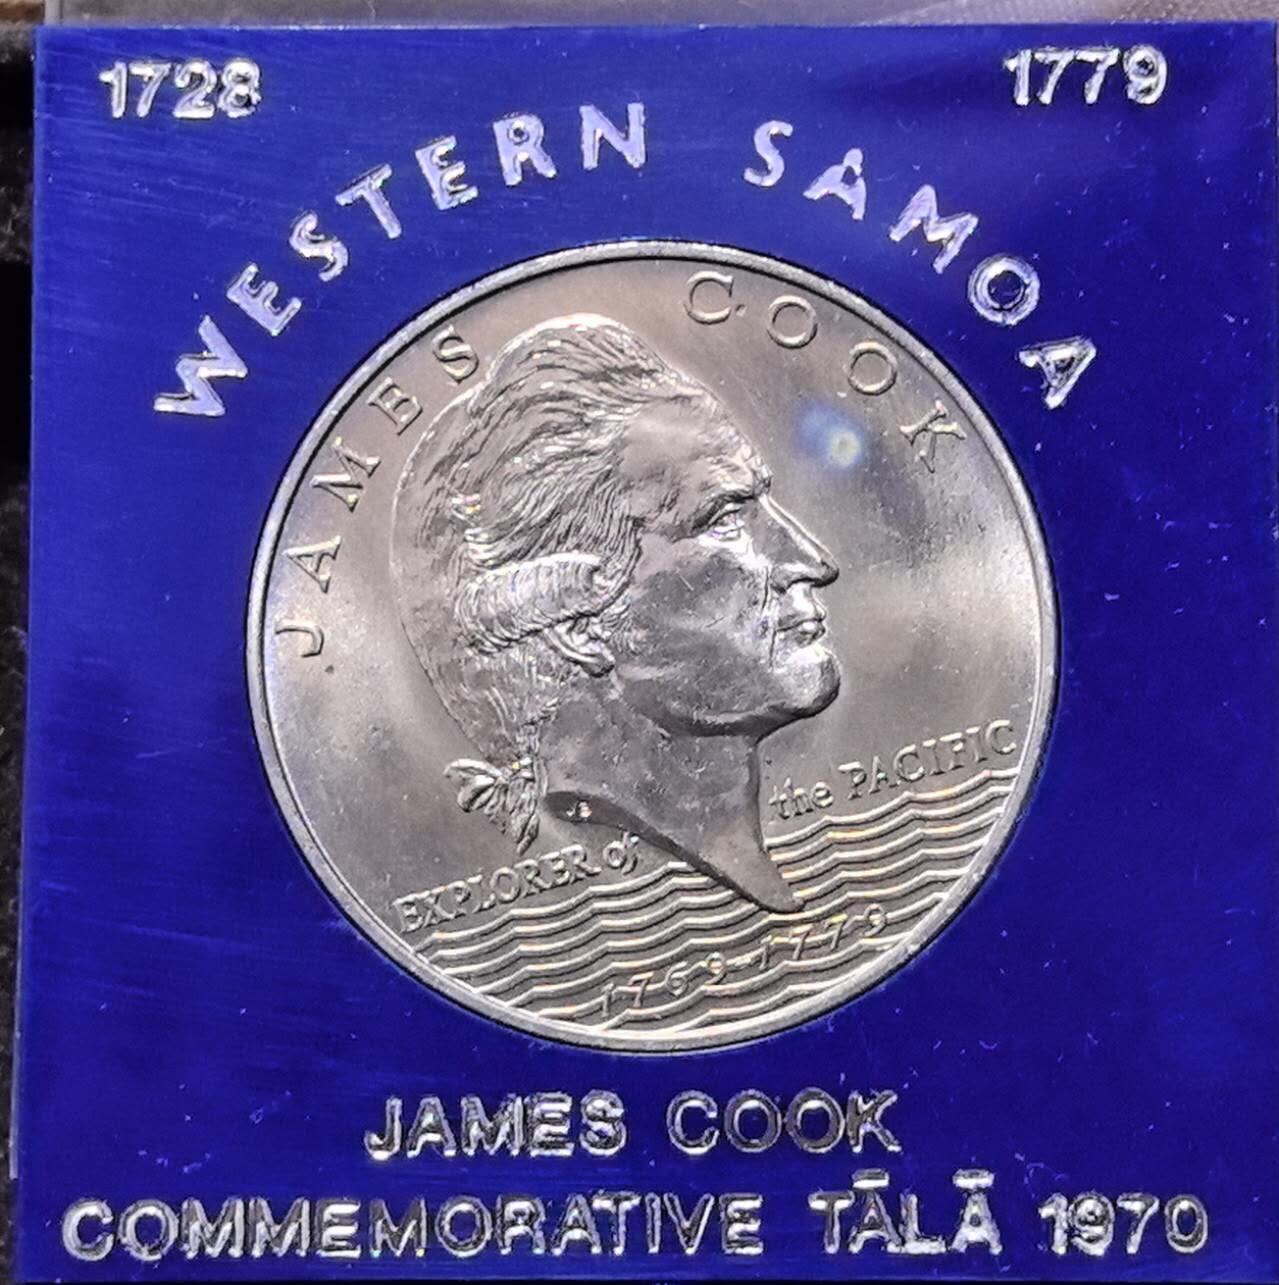 1728 1779
WESTERN SAMOA
JAMES COOK
EXPLORER of the PACIFIC
1769-1779
JAMES COOK
COMMEMORATIVE TĀLĀ 1970